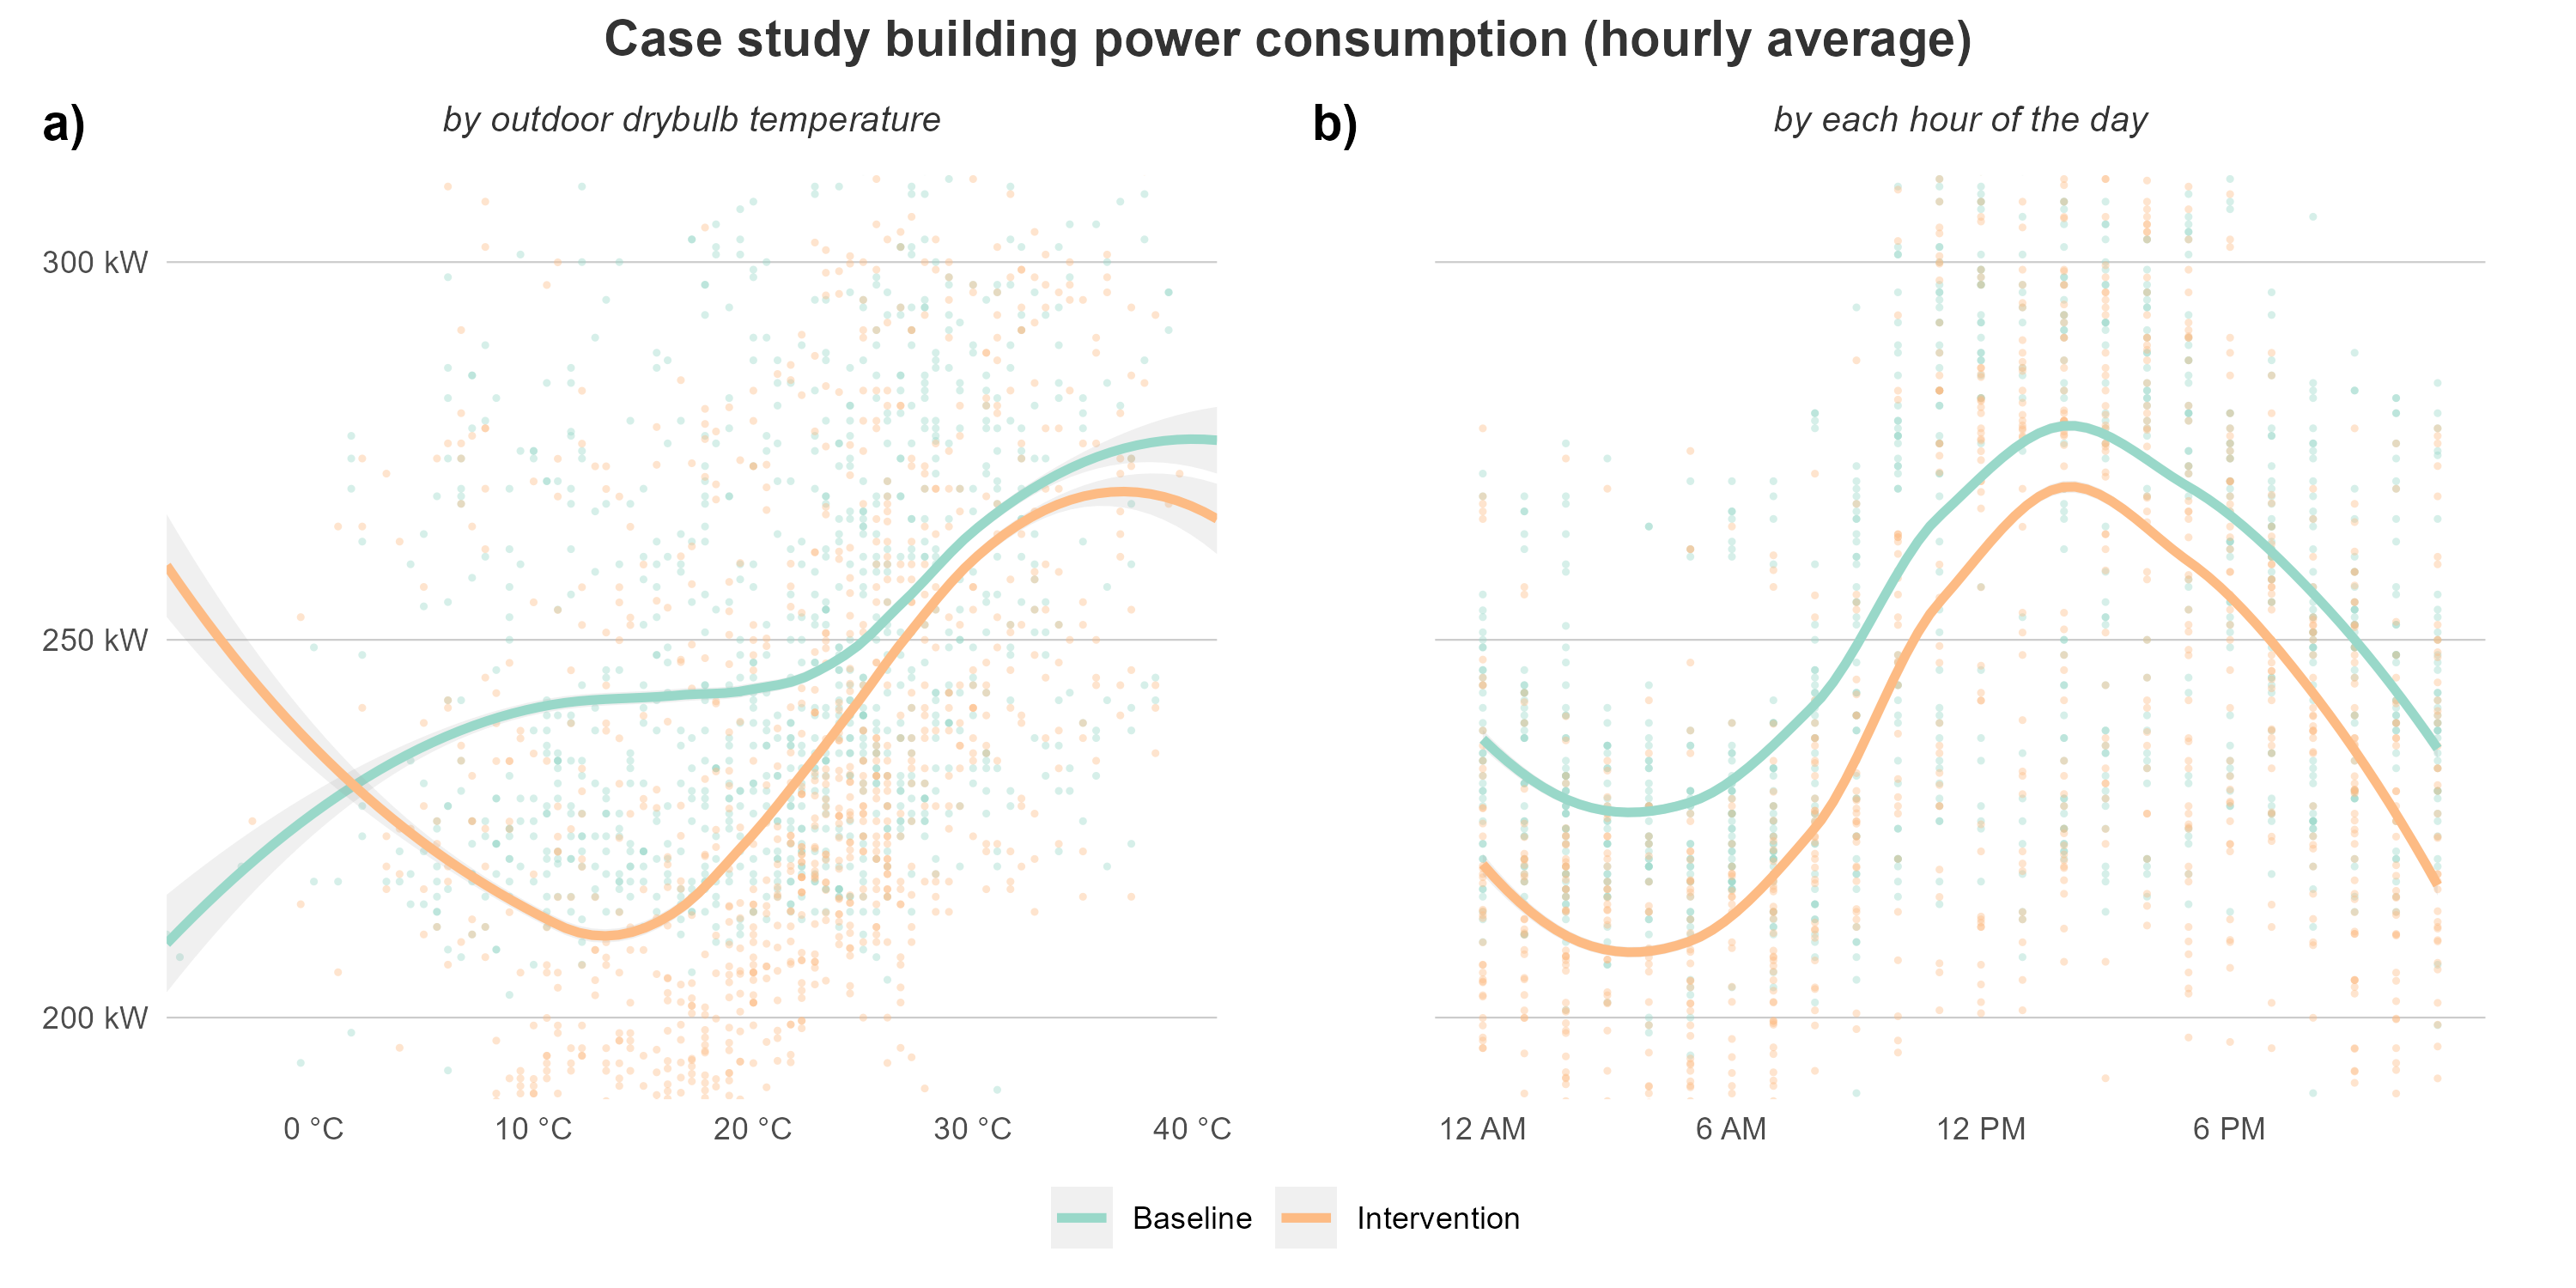 Case study building power consumption (hourly average)
a)
by outdoor drybulb temperature
300 kW
250 kW
200 kW
0 °C 10 °C 20 °C 30 °C 40 °C
b)
by each hour of the day
12 AM 6 AM 12 PM 6 PM
Baseline Intervention